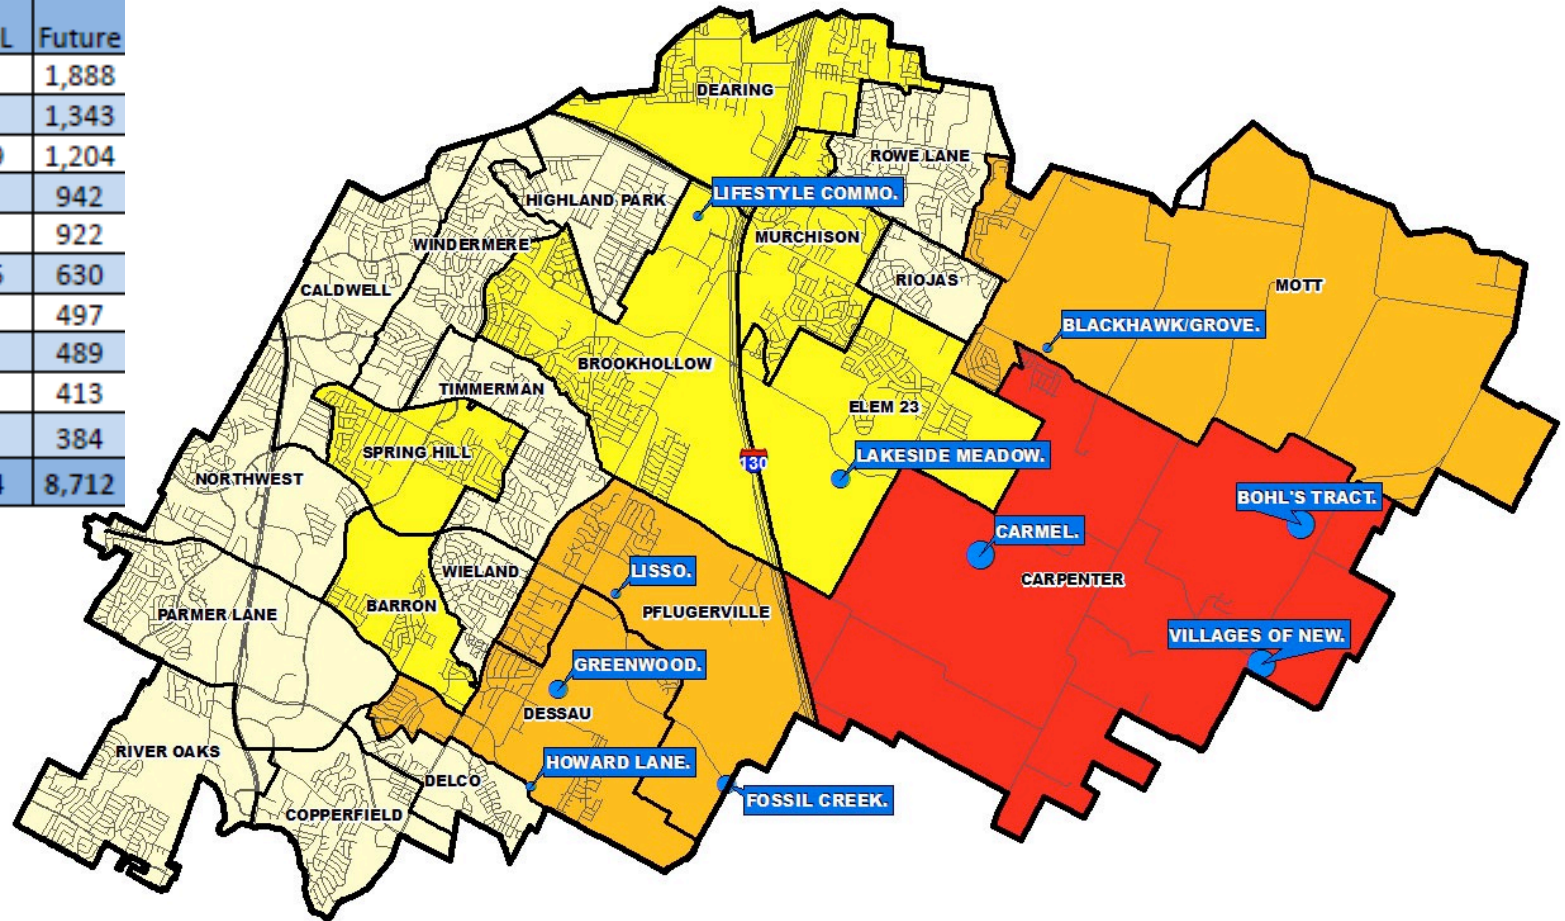 L Future
1,888
1,343
9 1,204
942
922
630
497
489
413
384
4 8,712
DEARING
ROWE LANE
LIFESTYLE COMMO.
HIGHLAND PARK
MURCHISON
WINDERMERE
RIOJAS
MOTT
CALDWELL
BLACKHAWK/GROVE.
BROOKHOLLOW
TIMMERMAN
ELEM 23
SPRING HILL
LAKESIDE MEADOW.
130
NORTHWEST
BOHL'S TRACT.
CARMEL.
LISSO.
WIELAND
CARPENTER
BARRON
PFLUGERVILLE
PARMER LANE
VILLAGES OF NEW.
GREENWOOD.
DESSAU
RIVER OAKS
HOWARD LANE.
DELCO
FOSSIL CREEK.
COPPERFIELD